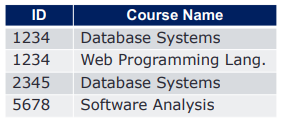 ID Course Name
1234 Database Systems
1234 Web Programming Lang.
2345 Database Systems
5678 Software Analysis